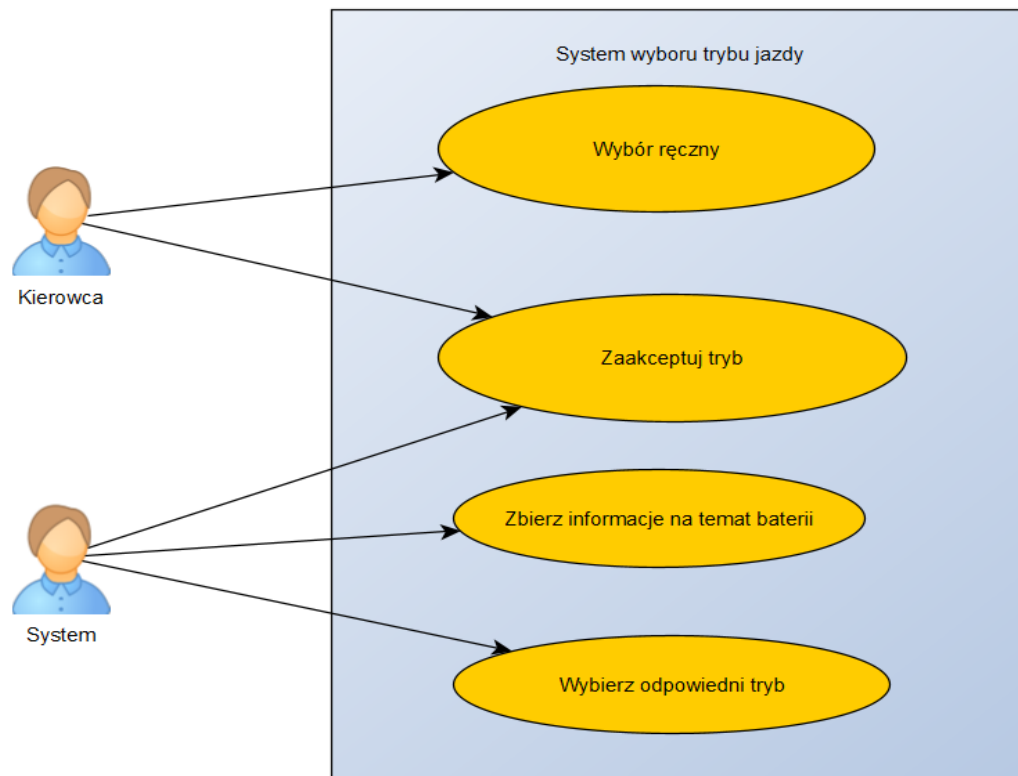 System wyboru trybu jazdy
Wybór ręczny
Kierowca
Zaakceptuj tryb
Zbierz informacje na temat baterii
System
Wybierz odpowiedni tryb